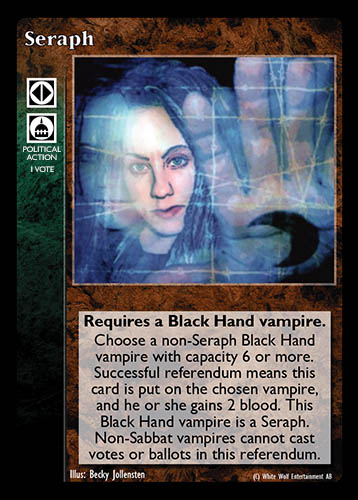 Seraph
POLITICAL
ACTION
1 VOTE
Requires a Black Hand vampire.
Choose a non-Seraph Black Hand
vampire with capacity 6 or more.
Successful referendum means this
card is put on the chosen vampire,
and he or she gains 2 blood. This
Black Hand vampire is a Seraph.
Non-Sabbat vampires cannot cast
votes or ballots in this referendum.
Illus: Becky Jollensten
(C) White Wolf Entertainment AB